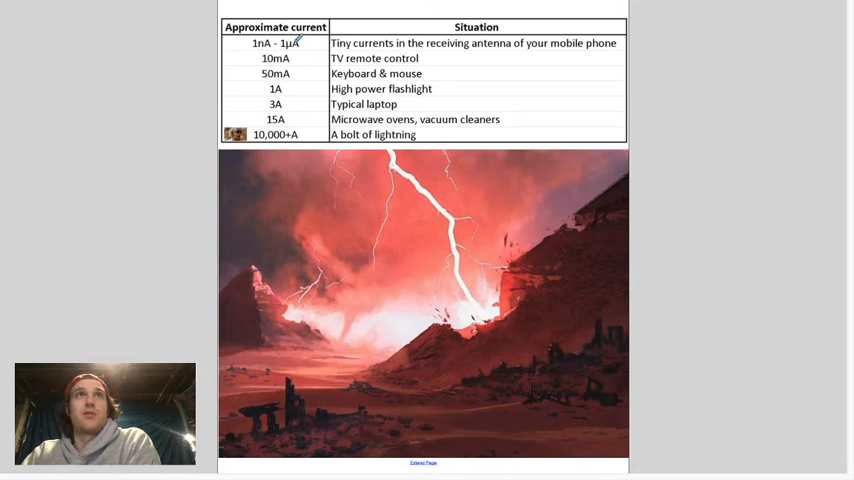 Approximate current Situation
1nA - 1µA Tiny currents in the receiving antenna of your mobile phone
10mA TV remote control
50mA Keyboard & mouse
1A High power flashlight
3A Typical laptop
15A Microwave ovens, vacuum cleaners
10,000+A A bolt of lightning
Extend Page